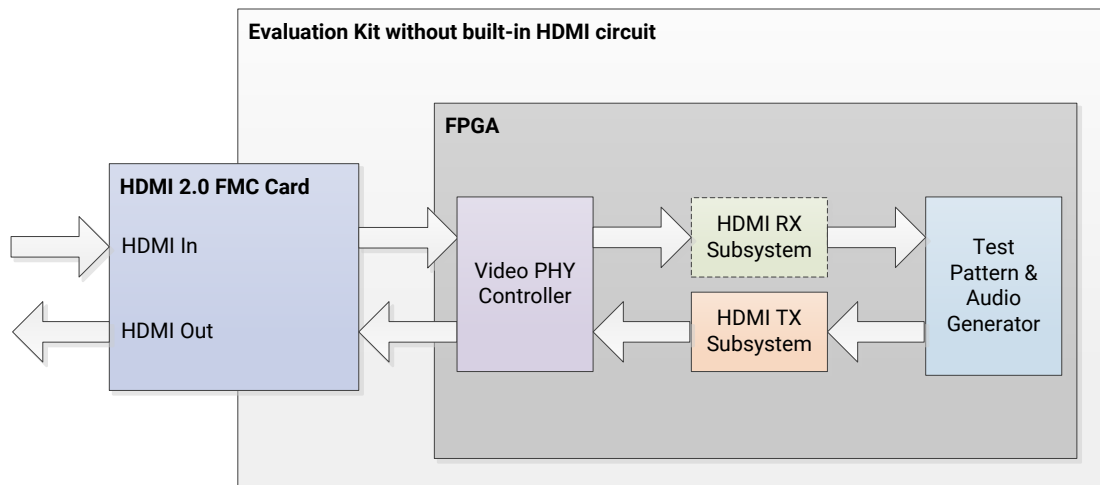 Evaluation Kit without built-in HDMI circuit
FPGA
HDMI 2.0 FMC Card
HDMI In
HDMI Out
Video PHY
Controller
HDMI RX
Subsystem
HDMI TX
Subsystem
Test
Pattern &
Audio
Generator